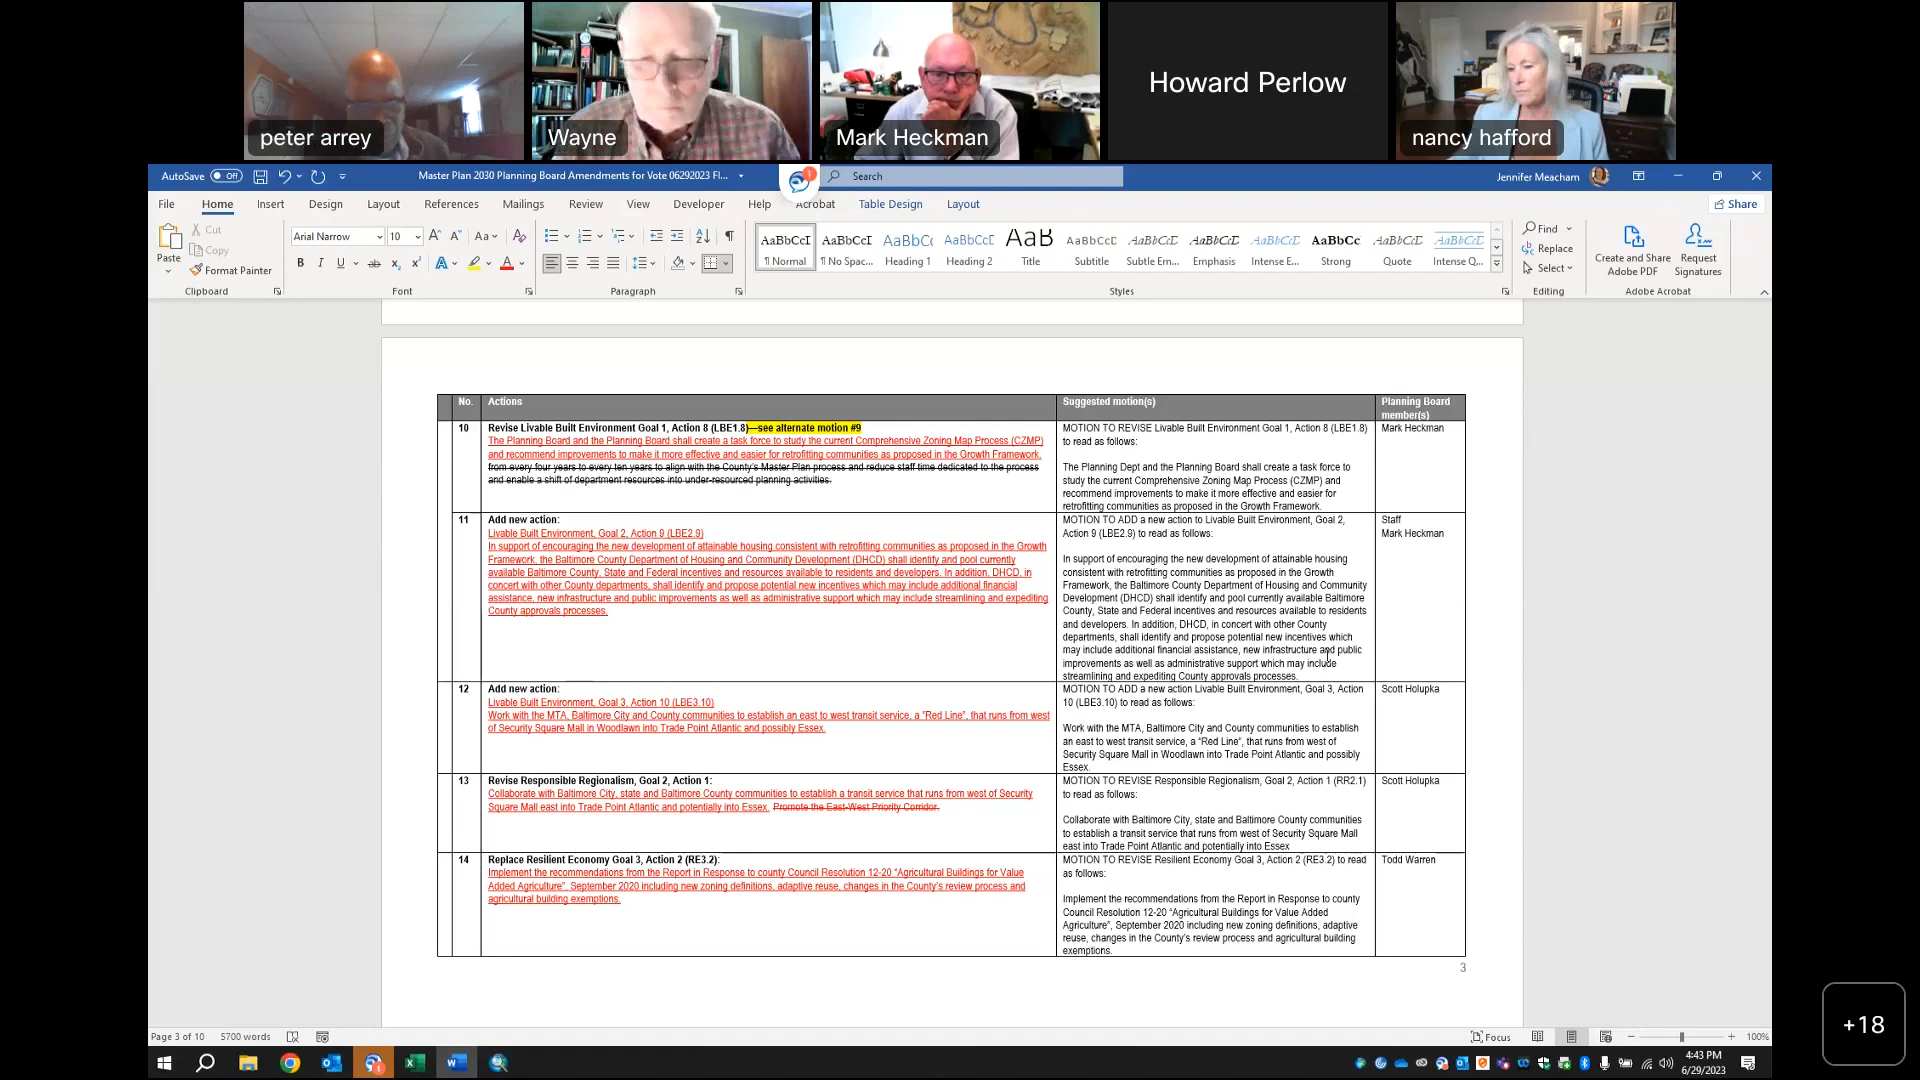 peter arrey
Wayne
Mark Heckman
Howard Perlow
nancy hafford
AutoSave Off
Master Plan 2030 Planning Board Amendments for Vote 06292023 FI...
1
Search
Jennifer Meacham
File Home Insert Design Layout References Mailings Review View Developer Help Acrobat Table Design Layout
Share
Paste
Cut
Copy
Format Painter
Clipboard
Arial Narrow 10
Font
Paragraph
AaBbCcI ¶ Normal
AaBbCcI ¶ No Spac...
AaBbC( Heading 1
AaBbCcC Heading 2
AaB Title
AaBbCcC Subtitle
AaBbCcI Subtle Em...
AaBbCcI Emphasis
AaBbCcI Intense E...
AaBbCc Strong
AaBbCcI Quote
AaBbCcI Intense Q...
Styles
Find
Replace
Select
Editing
Create and Share Adobe PDF
Request Signatures
Adobe Acrobat
No. Actions Suggested motion(s) Planning Board
member(s)
10
Revise Livable Built Environment Goal 1, Action 8 (LBE1.8)—see alternate motion #9
The Planning Board and the Planning Board shall create a task force to study the current Comprehensive Zoning Map Process (CZMP)
and recommend improvements to make it more effective and easier for retrofitting communities as proposed in the Growth Framework.
from every four years to every ten years to align with the County's Master Plan process and reduce staff time dedicated to the process
and enable a shift of department resources into under-resourced planning activities.
MOTION TO REVISE Livable Built Environment Goal 1, Action 8 (LBE1.8)
to read as follows:
The Planning Dept and the Planning Board shall create a task force to
study the current Comprehensive Zoning Map Process (CZMP) and
recommend improvements to make it more effective and easier for
retrofitting communities as proposed in the Growth Framework.
Mark Heckman
11
Add new action:
Livable Built Environment, Goal 2, Action 9 (LBE2.9)
In support of encouraging the new development of attainable housing consistent with retrofitting communities as proposed in the Growth
Framework, the Baltimore County Department of Housing and Community Development (DHCD) shall identify and pool currently
available Baltimore County, State and Federal incentives and resources available to residents and developers. In addition, DHCD, in
concert with other County departments, shall identify and propose potential new incentives which may include additional financial
assistance, new infrastructure and public improvements as well as administrative support which may include streamlining and expediting
County approvals processes.
MOTION TO ADD a new action to Livable Built Environment, Goal 2,
Action 9 (LBE2.9) to read as follows:
In support of encouraging the new development of attainable housing
consistent with retrofitting communities as proposed in the Growth
Framework, the Baltimore County Department of Housing and Community
Development (DHCD) shall identify and pool currently available Baltimore
County, State and Federal incentives and resources available to residents
and developers. In addition, DHCD, in concert with other County
departments, shall identify and propose potential new incentives which
may include additional financial assistance, new infrastructure and public
improvements as well as administrative support which may include
streamlining and expediting County approvals processes.
Staff
Mark Heckman
12
Add new action:
Livable Built Environment, Goal 3, Action 10 (LBE3.10)
Work with the MTA, Baltimore City and County communities to establish an east to west transit service, a "Red Line", that runs from west
of Security Square Mall in Woodlawn into Trade Point Atlantic and possibly Essex.
MOTION TO ADD a new action Livable Built Environment, Goal 3, Action
10 (LBE3.10) to read as follows:
Work with the MTA, Baltimore City and County communities to establish
an east to west transit service, a "Red Line", that runs from west of
Security Square Mall in Woodlawn into Trade Point Atlantic and possibly
Essex.
Scott Holupka
13
Revise Responsible Regionalism, Goal 2, Action 1:
Collaborate with Baltimore City, state and Baltimore County communities to establish a transit service that runs from west of Security
Square Mall east into Trade Point Atlantic and potentially into Essex. Promote the East-West Priority Corridor.
MOTION TO REVISE Responsible Regionalism, Goal 2, Action 1 (RR2.1)
to read as follows:
Collaborate with Baltimore City, state and Baltimore County communities
to establish a transit service that runs from west of Security Square Mall
east into Trade Point Atlantic and potentially into Essex
Scott Holupka
14
Replace Resilient Economy Goal 3, Action 2 (RE3.2):
Implement the recommendations from the Report in Response to county Council Resolution 12-20 "Agricultural Buildings for Value
Added Agriculture", September 2020 including new zoning definitions, adaptive reuse, changes in the County's review process and
agricultural building exemptions.
MOTION TO REVISE Resilient Economy Goal 3, Action 2 (RE3.2) to read
as follows:
Implement the recommendations from the Report in Response to county
Council Resolution 12-20 "Agricultural Buildings for Value Added
Agriculture", September 2020 including new zoning definitions, adaptive
reuse, changes in the County's review process and agricultural building
exemptions.
Todd Warren
3
Page 3 of 10 5700 words
Focus
100%
4:43 PM
6/29/2023
+18